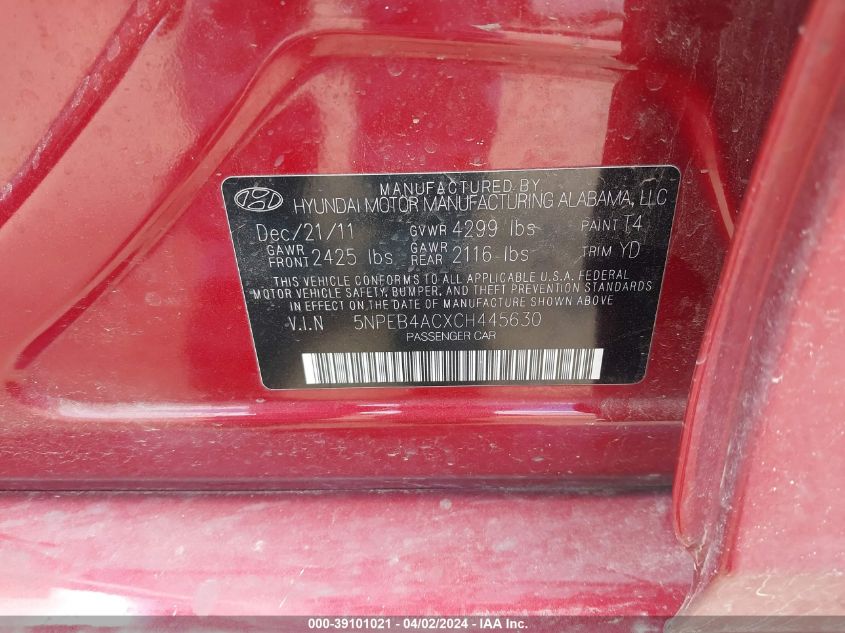 MANUFACTURED BY
HYUNDAI MOTOR MANUFACTURING ALABAMA, LLC
Dec/21/11 GVWR 4299 lbs PAINT T4
GAWR FRONT 2425 lbs. GAWR REAR 2116 lbs TRIM YD
THIS VEHICLE CONFORMS TO ALL APPLICABLE U.S.A. FEDERAL
MOTOR VEHICLE SAFETY, BUMPER, AND THEFT PREVENTION STANDARDS
IN EFFECT ON THE DATE OF MANUFACTURE SHOWN ABOVE
V.I.N 5NPEB4ACXCH445630
PASSENGER CAR
000-39101021 - 04/02/2024 - IAA Inc.